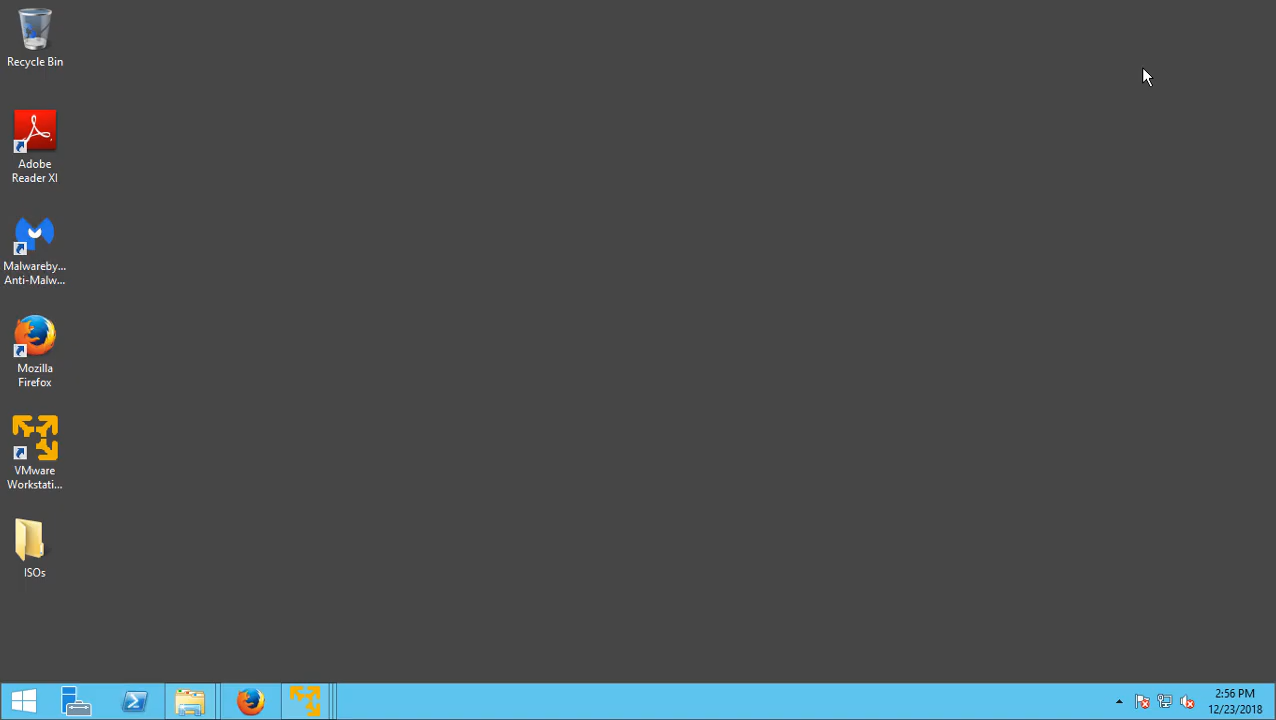 Recycle Bin
Adobe
Reader XI
Malwareby...
Anti-Malw...
Mozilla
Firefox
VMware
Workstati...
ISOs
2:56 PM
12/23/2018